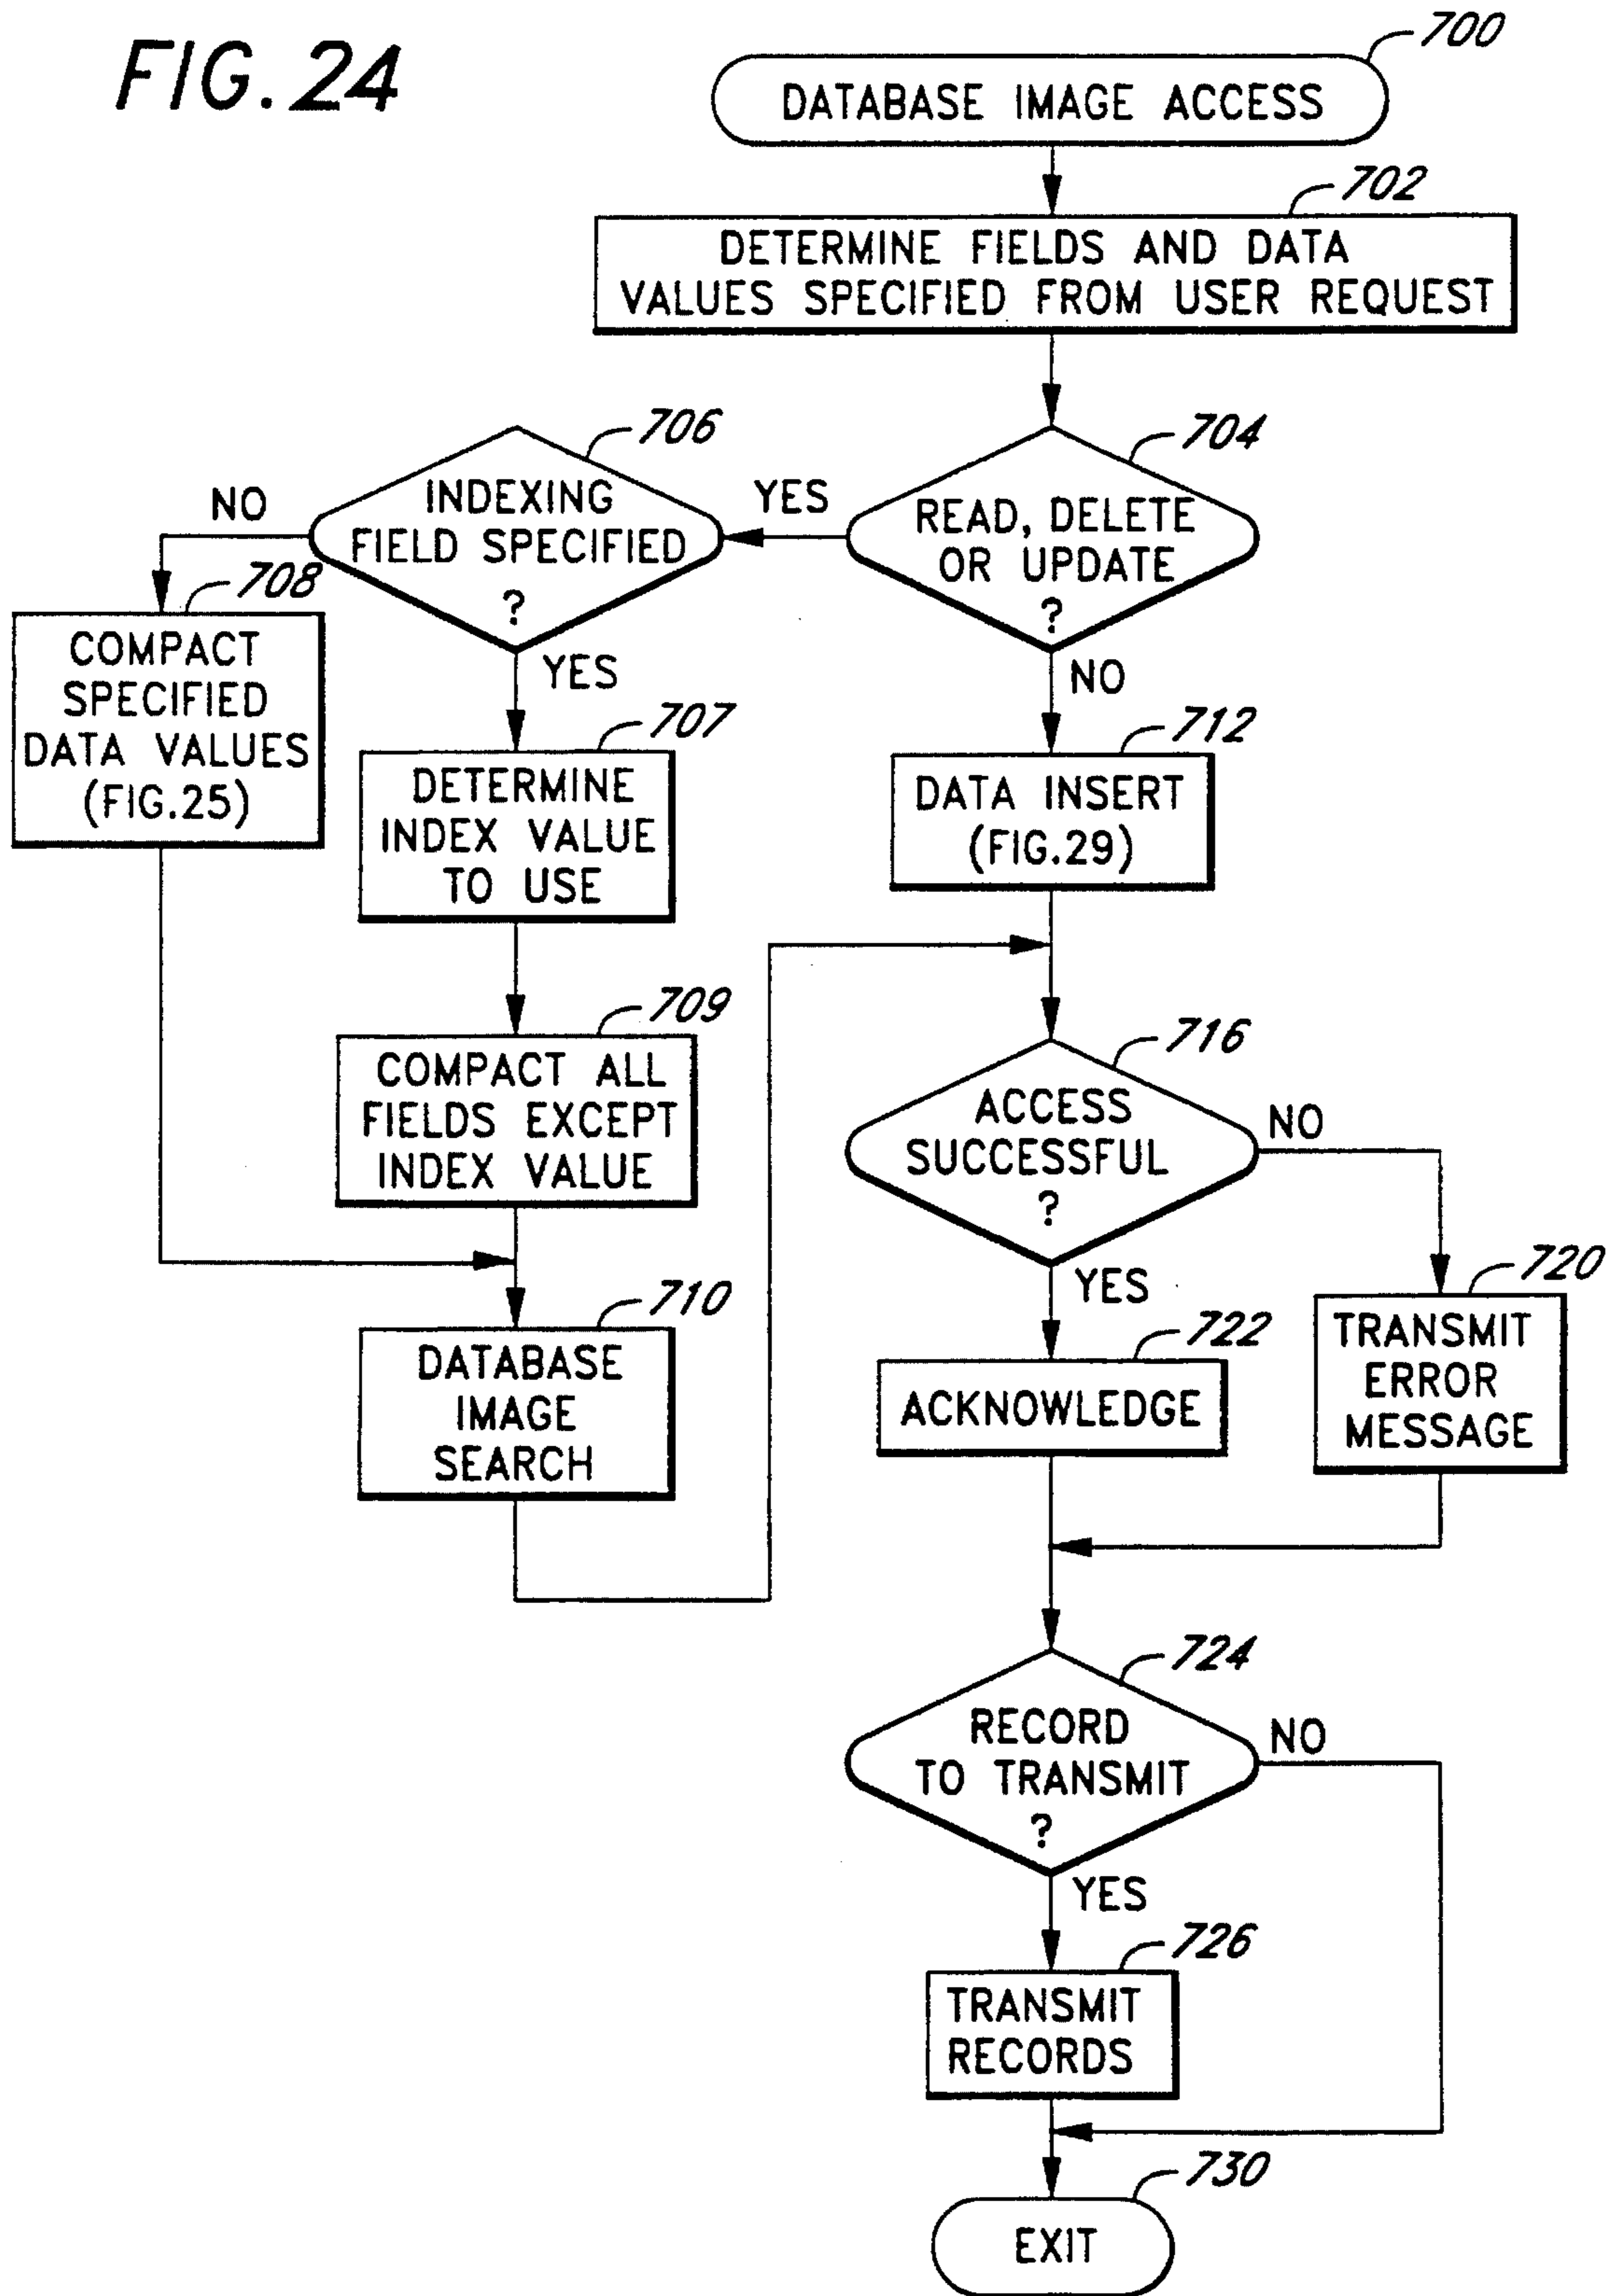 FIG. 24
700
DATABASE IMAGE ACCESS
702
DETERMINE FIELDS AND DATA
VALUES SPECIFIED FROM USER REQUEST
704
READ, DELETE
OR UPDATE
?
YES
NO
706
INDEXING
FIELD SPECIFIED
?
NO
YES
708
COMPACT
SPECIFIED
DATA VALUES
(FIG.25)
707
DETERMINE
INDEX VALUE
TO USE
709
COMPACT ALL
FIELDS EXCEPT
INDEX VALUE
710
DATABASE
IMAGE
SEARCH
712
DATA INSERT
(FIG.29)
716
ACCESS
SUCCESSFUL
?
NO
YES
720
TRANSMIT
ERROR
MESSAGE
722
ACKNOWLEDGE
724
RECORD
TO TRANSMIT
?
NO
YES
726
TRANSMIT
RECORDS
730
EXIT